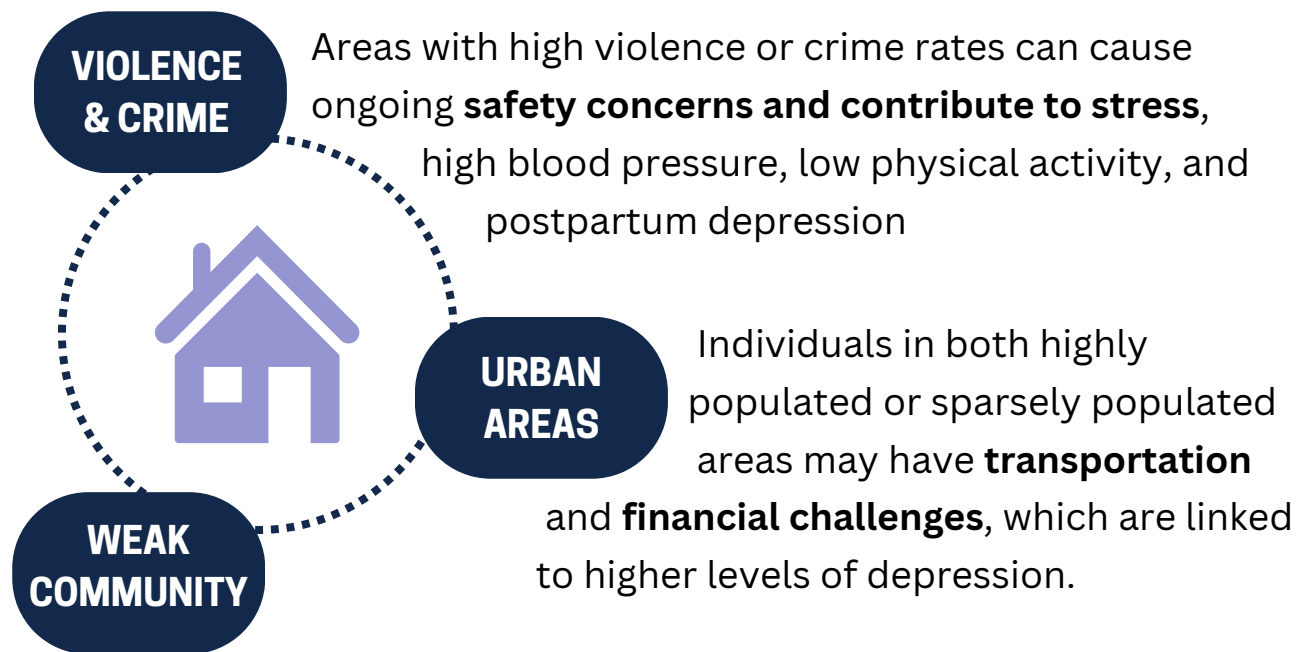 VIOLENCE
& CRIME
Areas with high violence or crime rates can cause
ongoing safety concerns and contribute to stress,
high blood pressure, low physical activity, and
postpartum depression
URBAN
AREAS
Individuals in both highly
populated or sparsely populated
areas may have transportation
and financial challenges, which are linked
to higher levels of depression.
WEAK
COMMUNITY